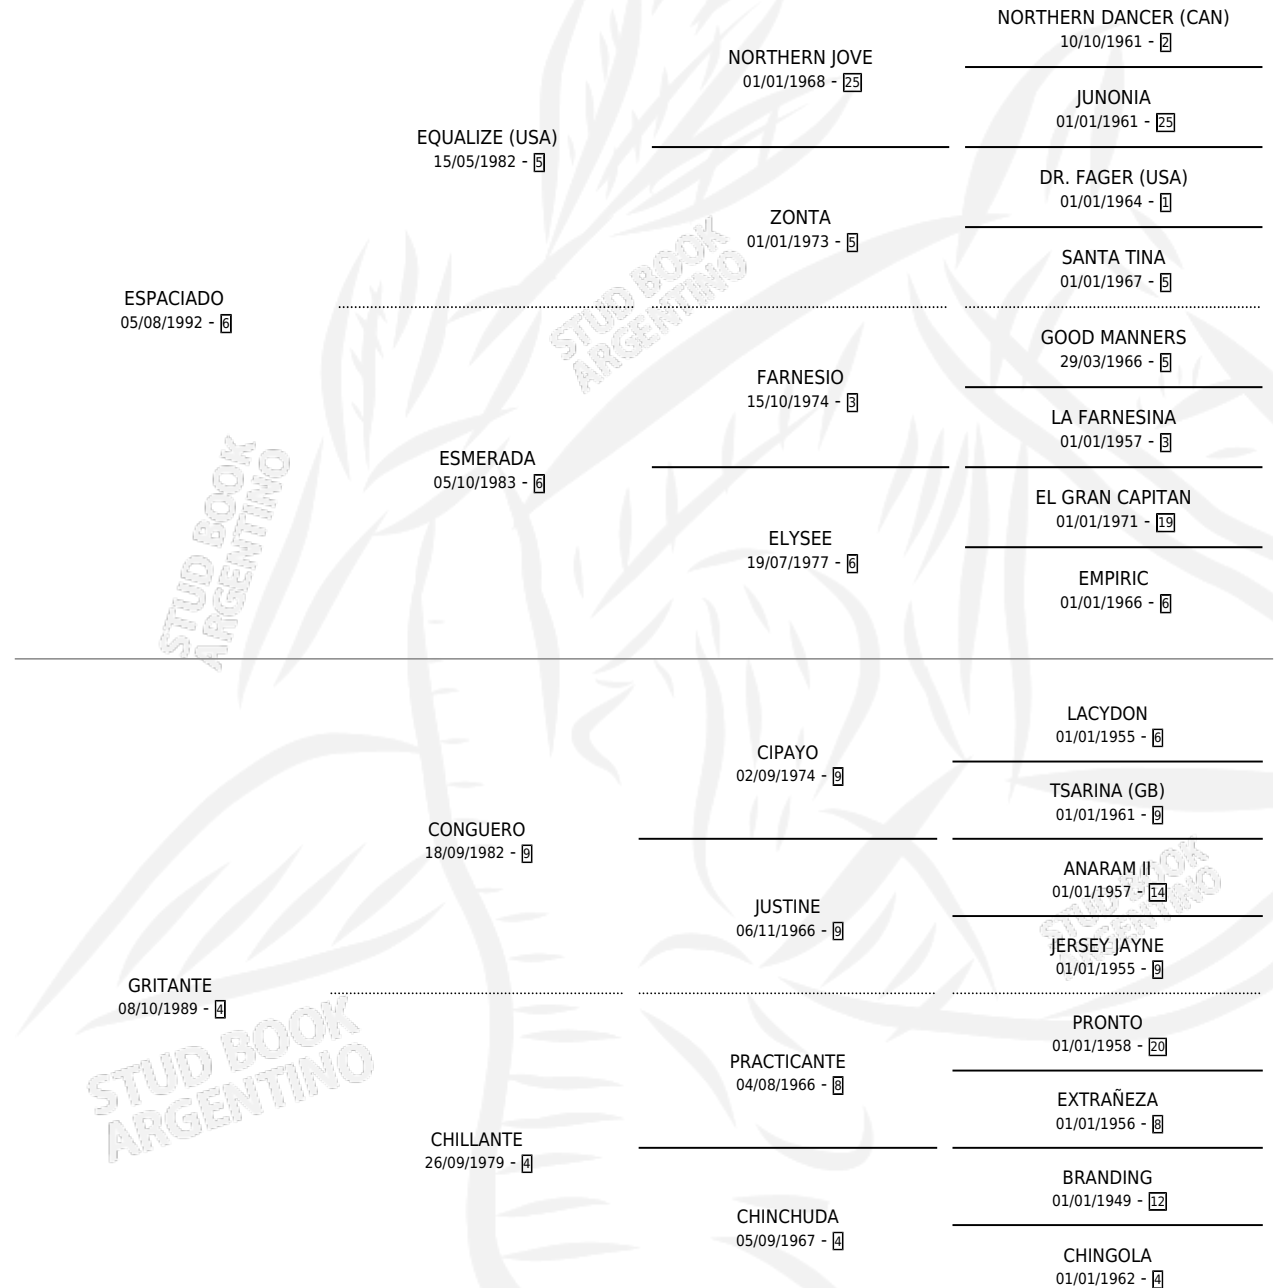 NORTHERN DANCER (CAN)
10/10/1961 - 2
NORTHERN JOVE
01/01/1968 - 25
JUNONIA
01/01/1961 - 25
EQUALIZE (USA)
15/05/1982 - 5
DR. FAGER (USA)
01/01/1964 - 1
ZONTA
01/01/1973 - 5
SANTA TINA
01/01/1967 - 5
ESPACIADO
05/08/1992 - 6
STUD BOOK
ARGENTINO
GOOD MANNERS
29/03/1966 - 5
FARNESIO
15/10/1974 - 3
LA FARNESINA
01/01/1957 - 3
ESMERADA
05/10/1983 - 6
EL GRAN CAPITAN
01/01/1971 - 19
ELYSEE
19/07/1977 - 6
EMPIRIC
01/01/1966 - 6
STUD BOOK
ARGENTINO
LACYDON
01/01/1955 - 6
CIPAYO
02/09/1974 - 9
TSARINA (GB)
01/01/1961 - 9
CONGUERO
18/09/1982 - 9
ANARAM II
01/01/1957 - 14
JUSTINE
06/11/1966 - 9
JERSEY JAYNE
01/01/1955 - 9
STUD BOOK
ARGENTINO
GRITANTE
08/10/1989 - 4
STUD BOOK
ARGENTINO
PRONTO
01/01/1958 - 20
PRACTICANTE
04/08/1966 - 8
EXTRAÑEZA
01/01/1956 - 8
CHILLANTE
26/09/1979 - 4
BRANDING
01/01/1949 - 12
CHINCHUDA
05/09/1967 - 4
CHINGOLA
01/01/1962 - 4